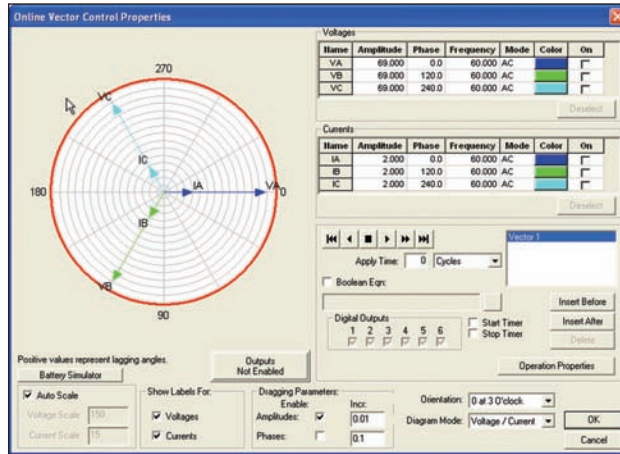 Online Vector Control Properties
270
VC
IC
180
IA
VA
0
IB
VB
90
Positive values represent lagging angles.
Battery Simulator
Outputs
Not Enabled
Voltages
Name Amplitude Phase Frequency Mode Color On
VA 69.000 0.0 60.000 AC
VB 69.000 120.0 60.000 AC
VC 69.000 240.0 60.000 AC
Deselect
Currents
Name Amplitude Phase Frequency Mode Color On
IA 2.000 0.0 60.000 AC
IB 2.000 120.0 60.000 AC
IC 2.000 240.0 60.000 AC
Deselect
Vector 1
Apply Time: 0 Cycles
Boolean Eqn:
Digital Outputs
1 2 3 4 5 6
Start Timer
Stop Timer
Insert Before
Insert After
Delete
Operation Properties
Auto Scale
Voltage Scale: 150
Current Scale: 15
Show Labels For:
Voltages
Currents
Dragging Parameters:
Enable: Incr:
Amplitudes: 0.01
Phases: 0.1
Orientation: 0 at 3 O'clock.
Diagram Mode: Voltage / Current
OK
Cancel